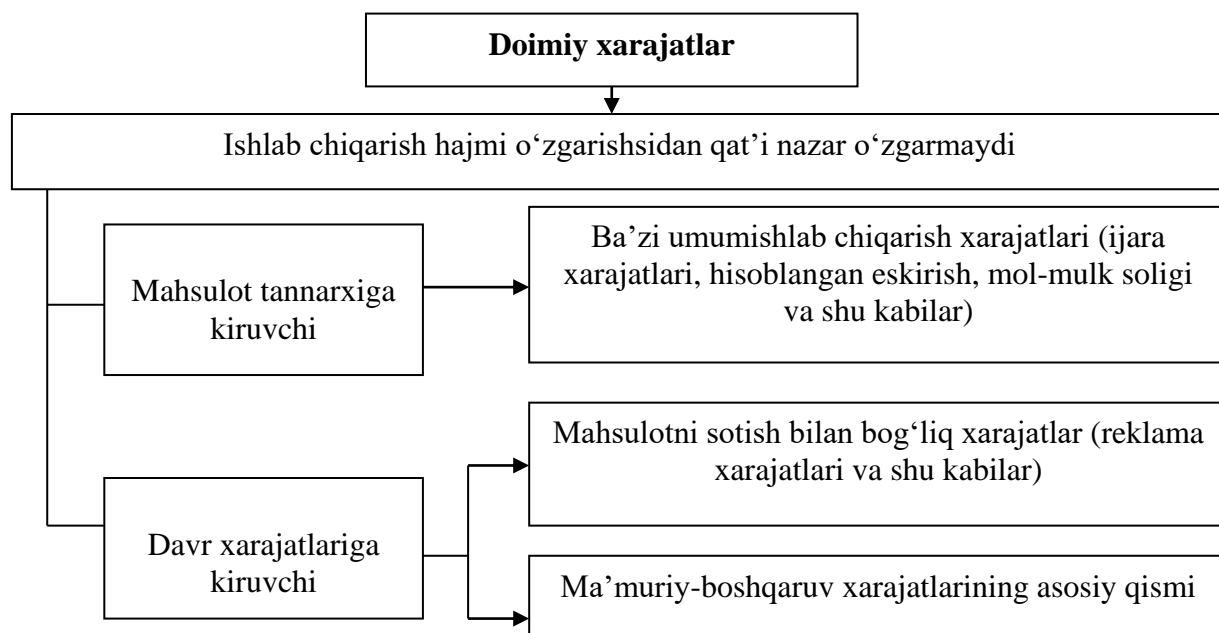 Doimiy xarajatlar
Ishlab chiqarish hajmi o‘zgarishsidan qat’i nazar o‘zgarmaydi
Mahsulot tannarxiga
kiruvchi
Ba’zi umumishlab chiqarish xarajatlari (ijara
xarajatlari, hisoblangan eskirish, mol-mulk soligi
va shu kabilar)
Davr xarajatlariga
kiruvchi
Mahsulotni sotish bilan bog‘liq xarajatlar (reklama
xarajatlari va shu kabilar)
Ma’muriy-boshqaruv xarajatlarining asosiy qismi